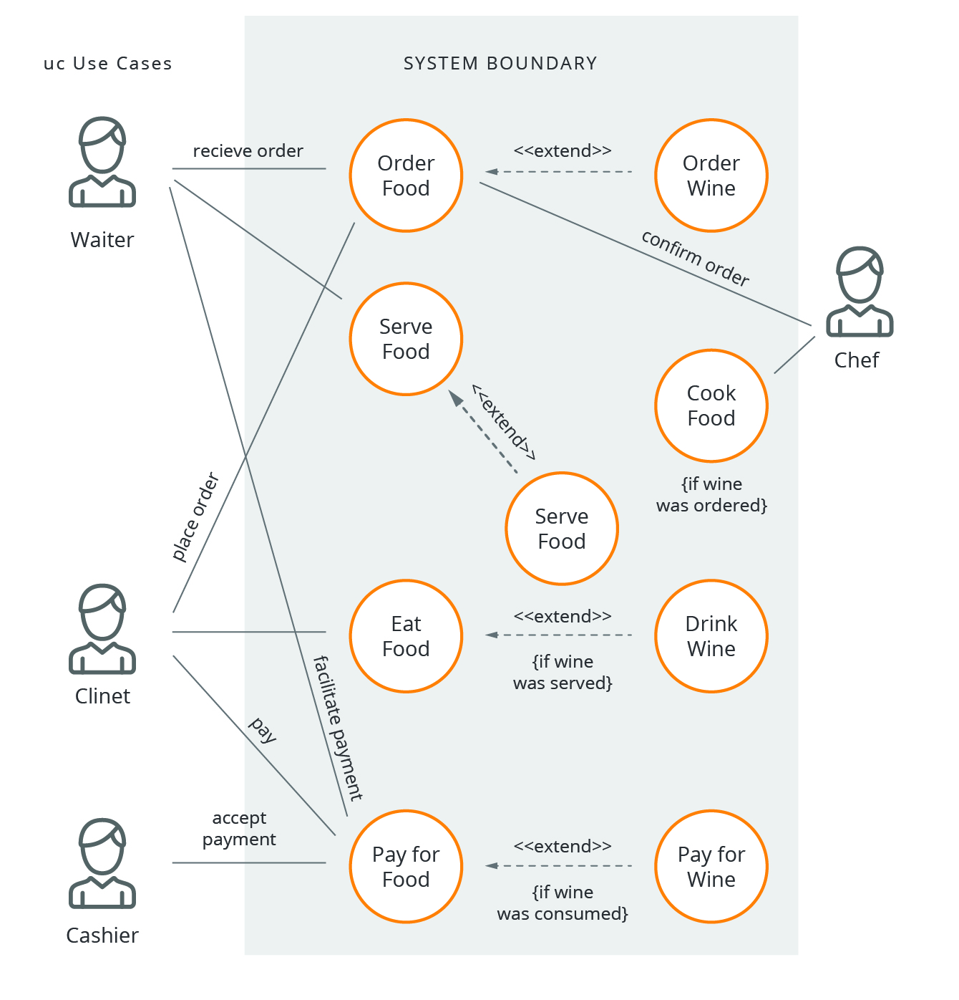 uc Use Cases
SYSTEM BOUNDARY
recieve order
Order
Food
<<extend>>
Order
Wine
Waiter
confirm order
Serve
Food
Chef
<<extend>>
Cook
Food
{if wine
was ordered}
place order
Serve
Food
Eat
Food
<<extend>>
{if wine
was served}
Drink
Wine
Clinet
facilitate payment
pay
accept
payment
Pay for
Food
<<extend>>
{if wine
was consumed}
Pay for
Wine
Cashier